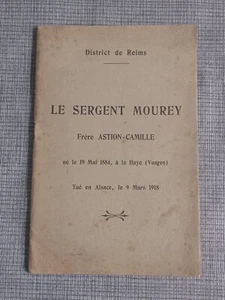 District de Reims
LE SERGENT MOUREY
Frère ASTION-CAMILLE
né le 19 Mai 1884, à la Haye (Vosges)
Tué en Alsace, le 9 Mars 1918